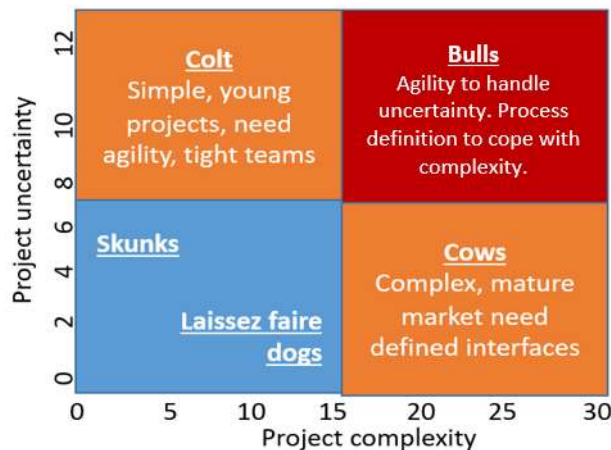 Project uncertainty
12
10
8
6
4
2
0
Colt
Simple, young
projects, need
agility, tight teams
Bulls
Agility to handle
uncertainty. Process
definition to cope with
complexity.
Skunks
Laissez faire
dogs
Cows
Complex, mature
market need
defined interfaces
0 5 10 15 20 25 30
Project complexity